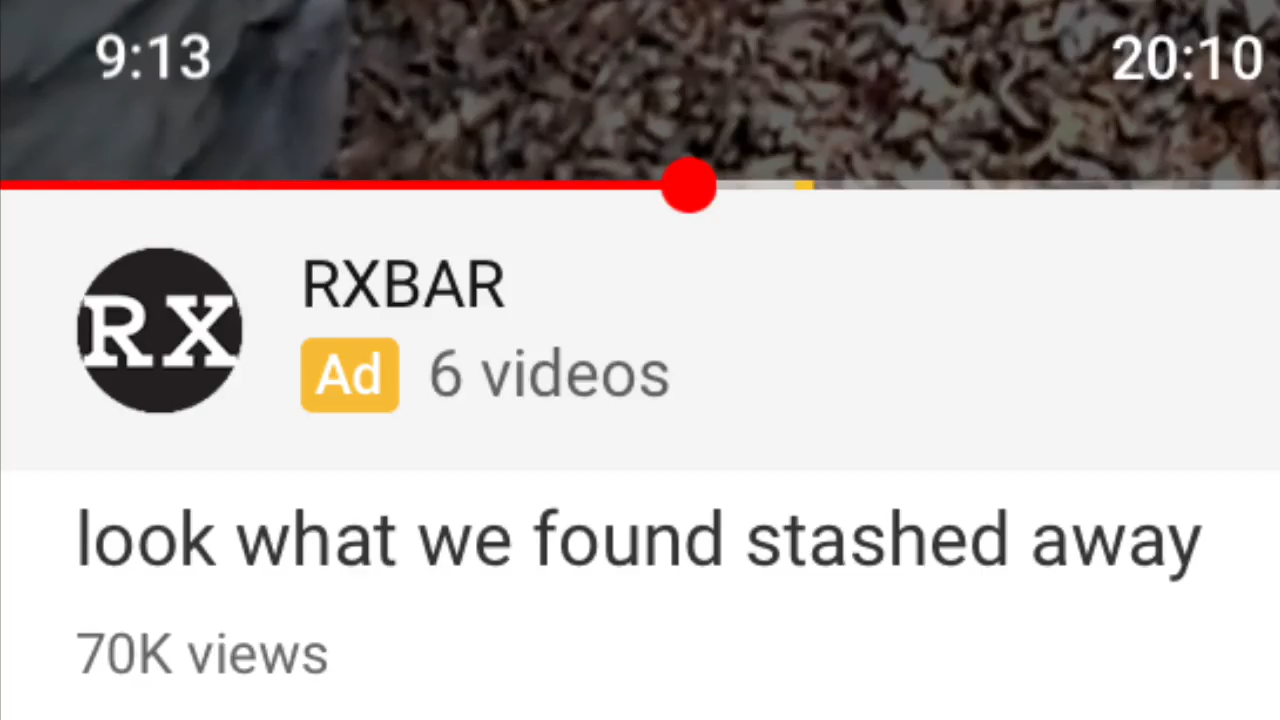 9:13 20:10
RX RXBAR
Ad 6 videos
look what we found stashed away
70K views